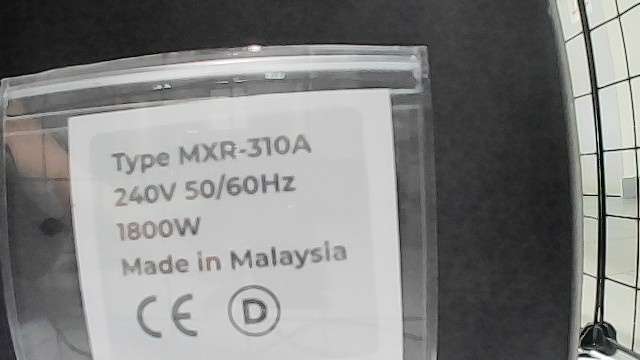 Type MXR-310A
240V 50/60Hz
1800W
Made in Malaysia
CE D